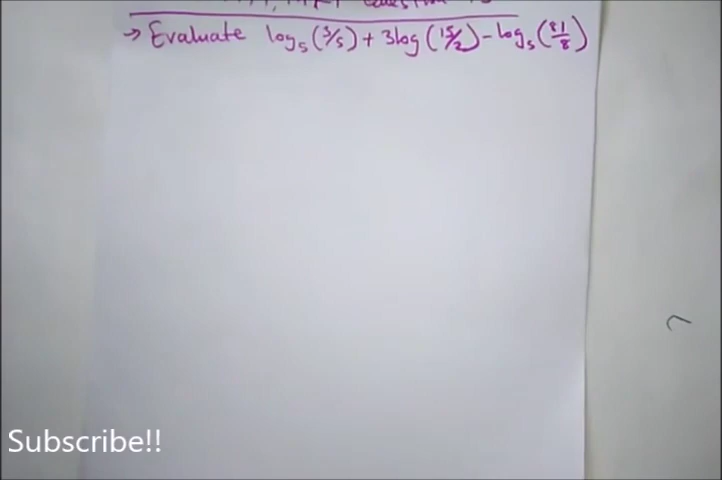 → Evaluate log₅(3/5) + 3log(15/2) - log₅(81/8)
Subscribe!!